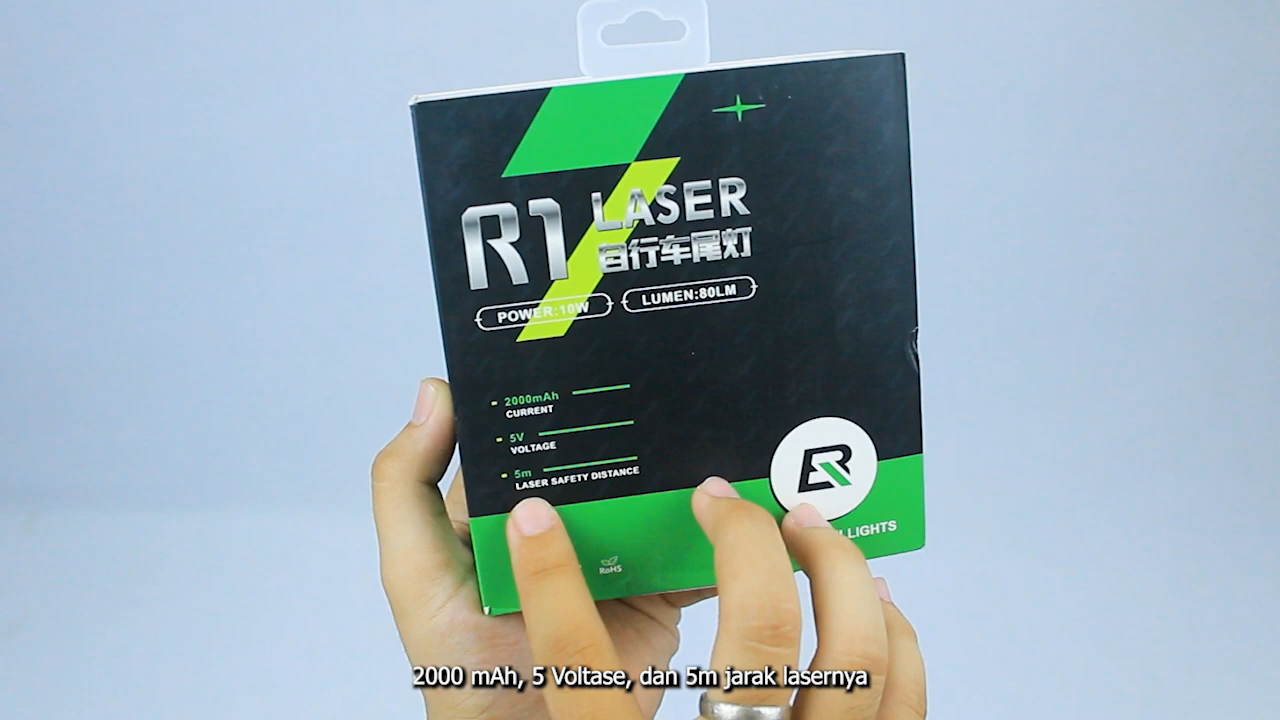 R1 LASER
自行车尾灯
POWER:10W
LUMEN:80LM
2000mAh
CURRENT
5V
VOLTAGE
5m
LASER SAFETY DISTANCE
LIGHTS
RoHS
2000 mAh, 5 Voltase, dan 5m jarak lasernya